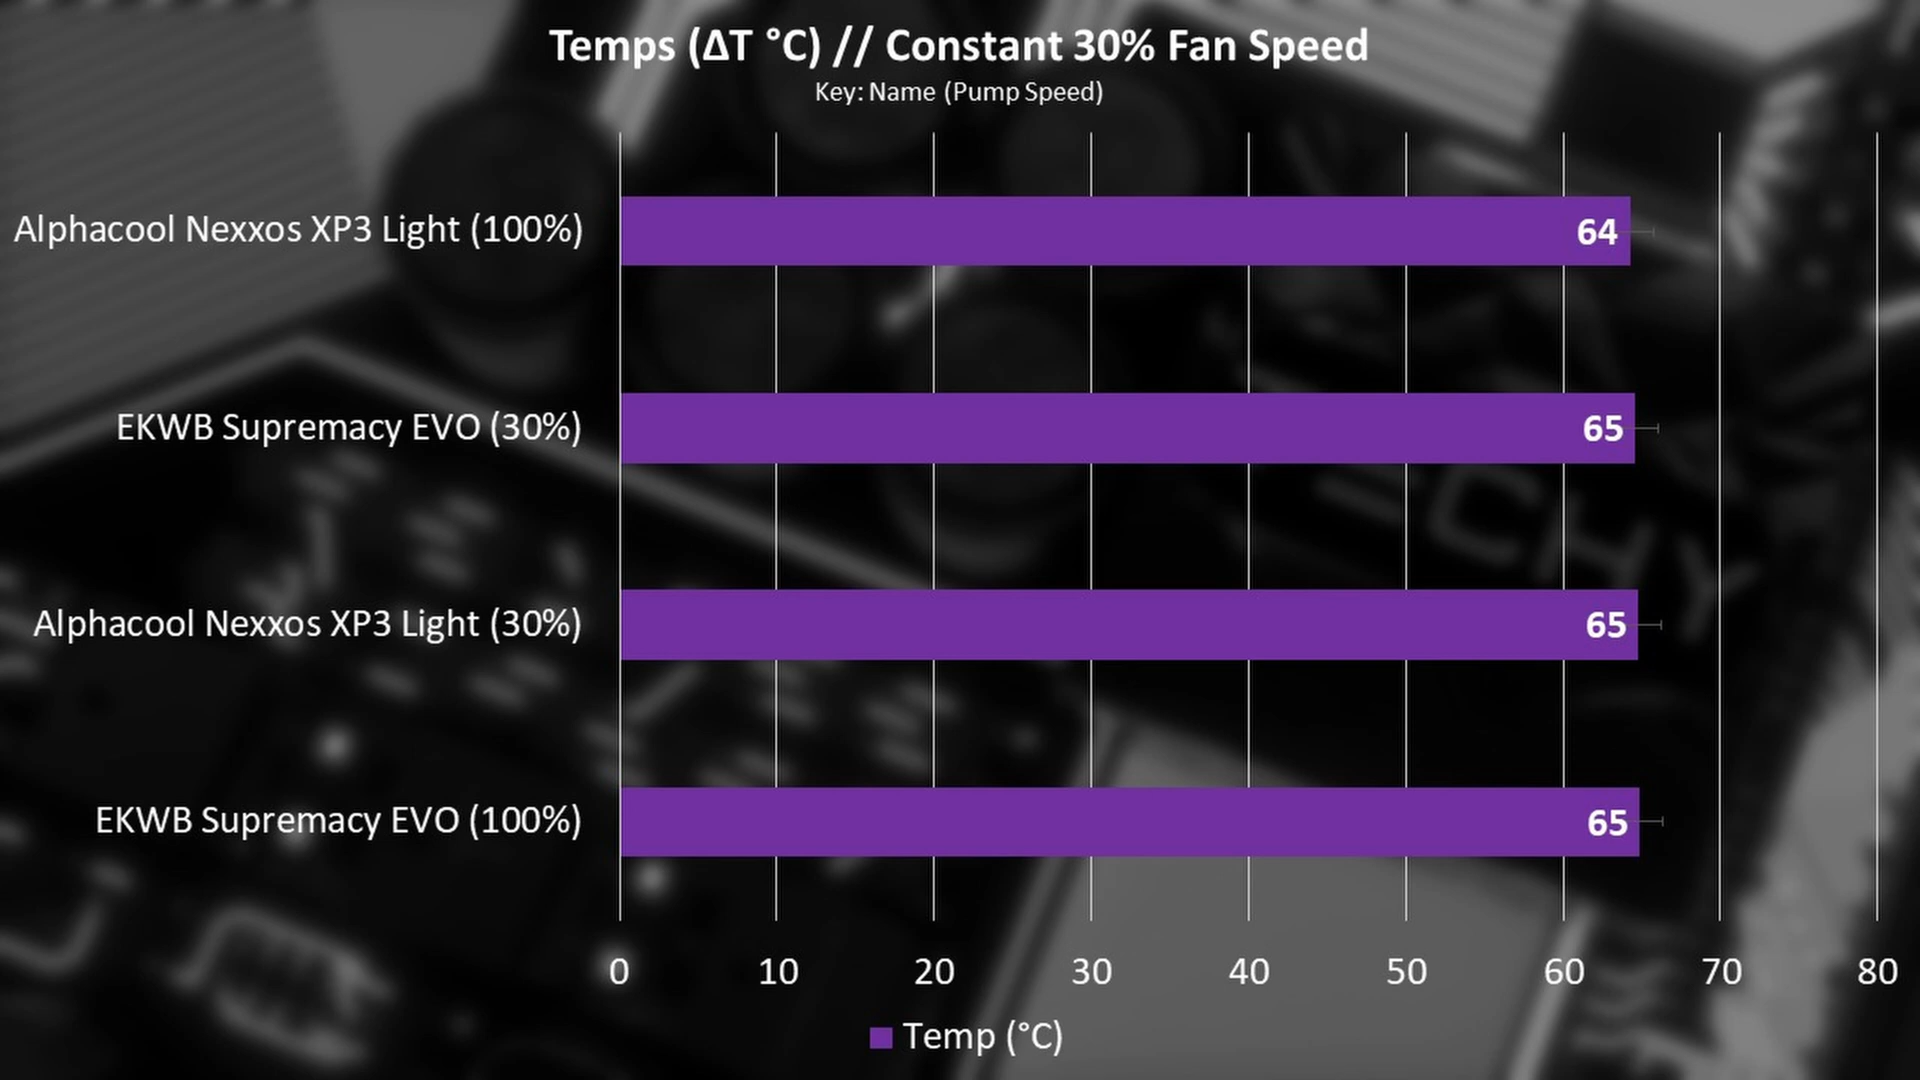 Temps (ΔT °C) // Constant 30% Fan Speed
Key: Name (Pump Speed)
Alphacool Nexxos XP3 Light (100%)
64
EKWB Supremacy EVO (30%)
65
Alphacool Nexxos XP3 Light (30%)
65
EKWB Supremacy EVO (100%)
65
0 10 20 30 40 50 60 70 80
Temp (°C)